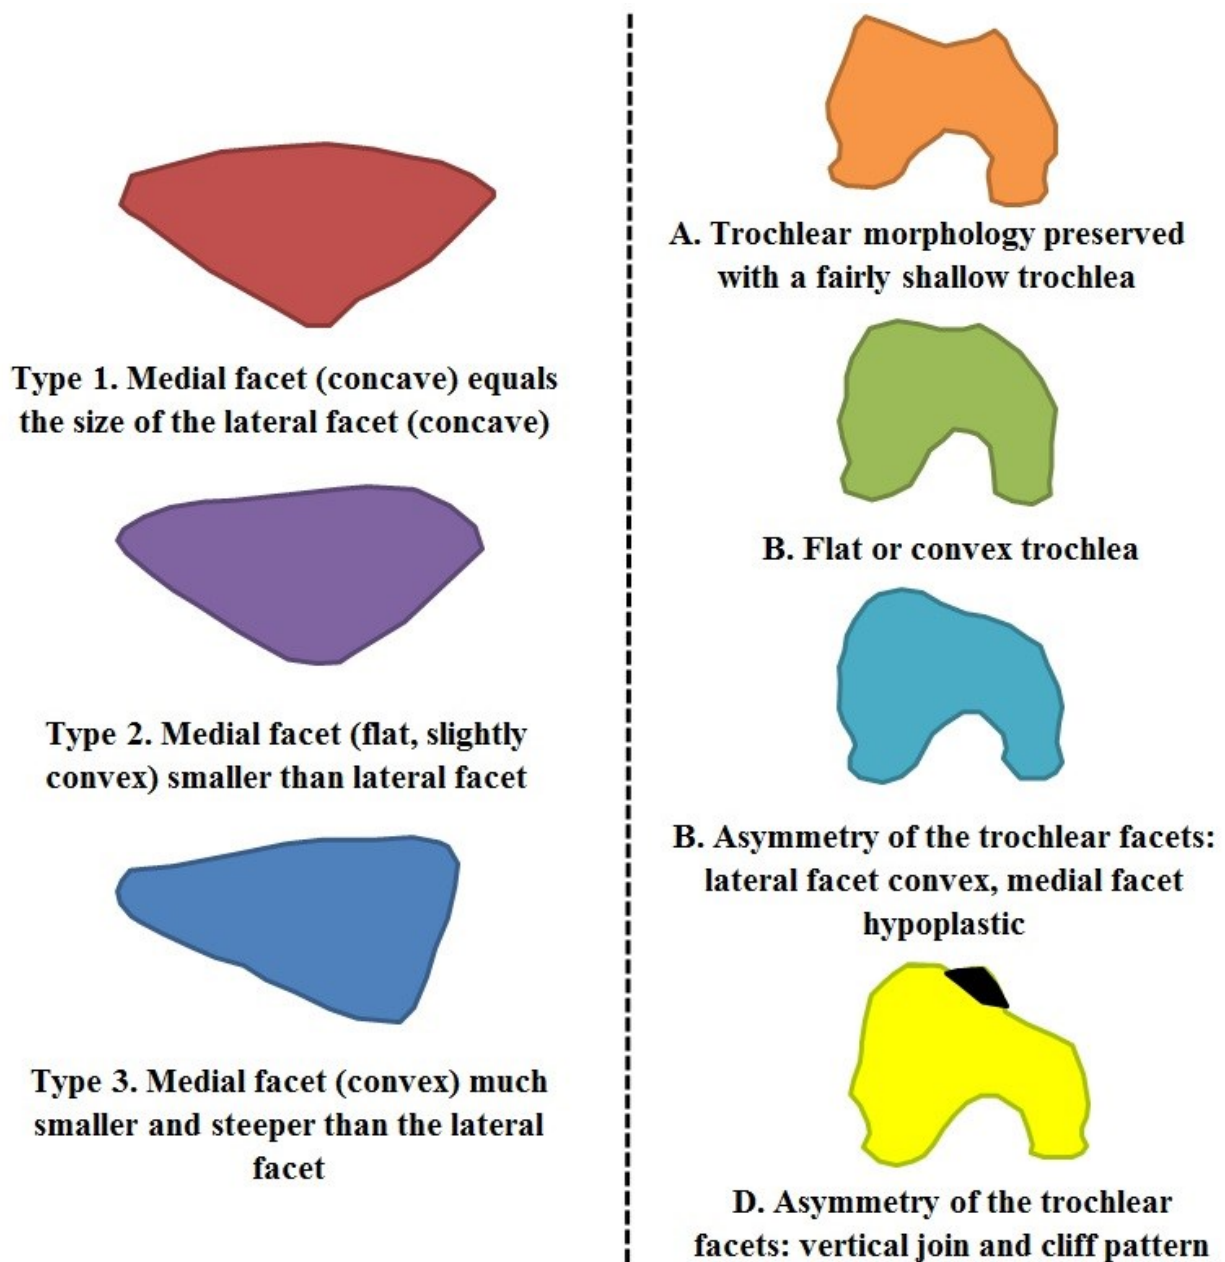 Type 1. Medial facet (concave) equals
the size of the lateral facet (concave)
Type 2. Medial facet (flat, slightly
convex) smaller than lateral facet
Type 3. Medial facet (convex) much
smaller and steeper than the lateral
facet
A. Trochlear morphology preserved
with a fairly shallow trochlea
B. Flat or convex trochlea
B. Asymmetry of the trochlear facets:
lateral facet convex, medial facet
hypoplastic
D. Asymmetry of the trochlear
facets: vertical join and cliff pattern